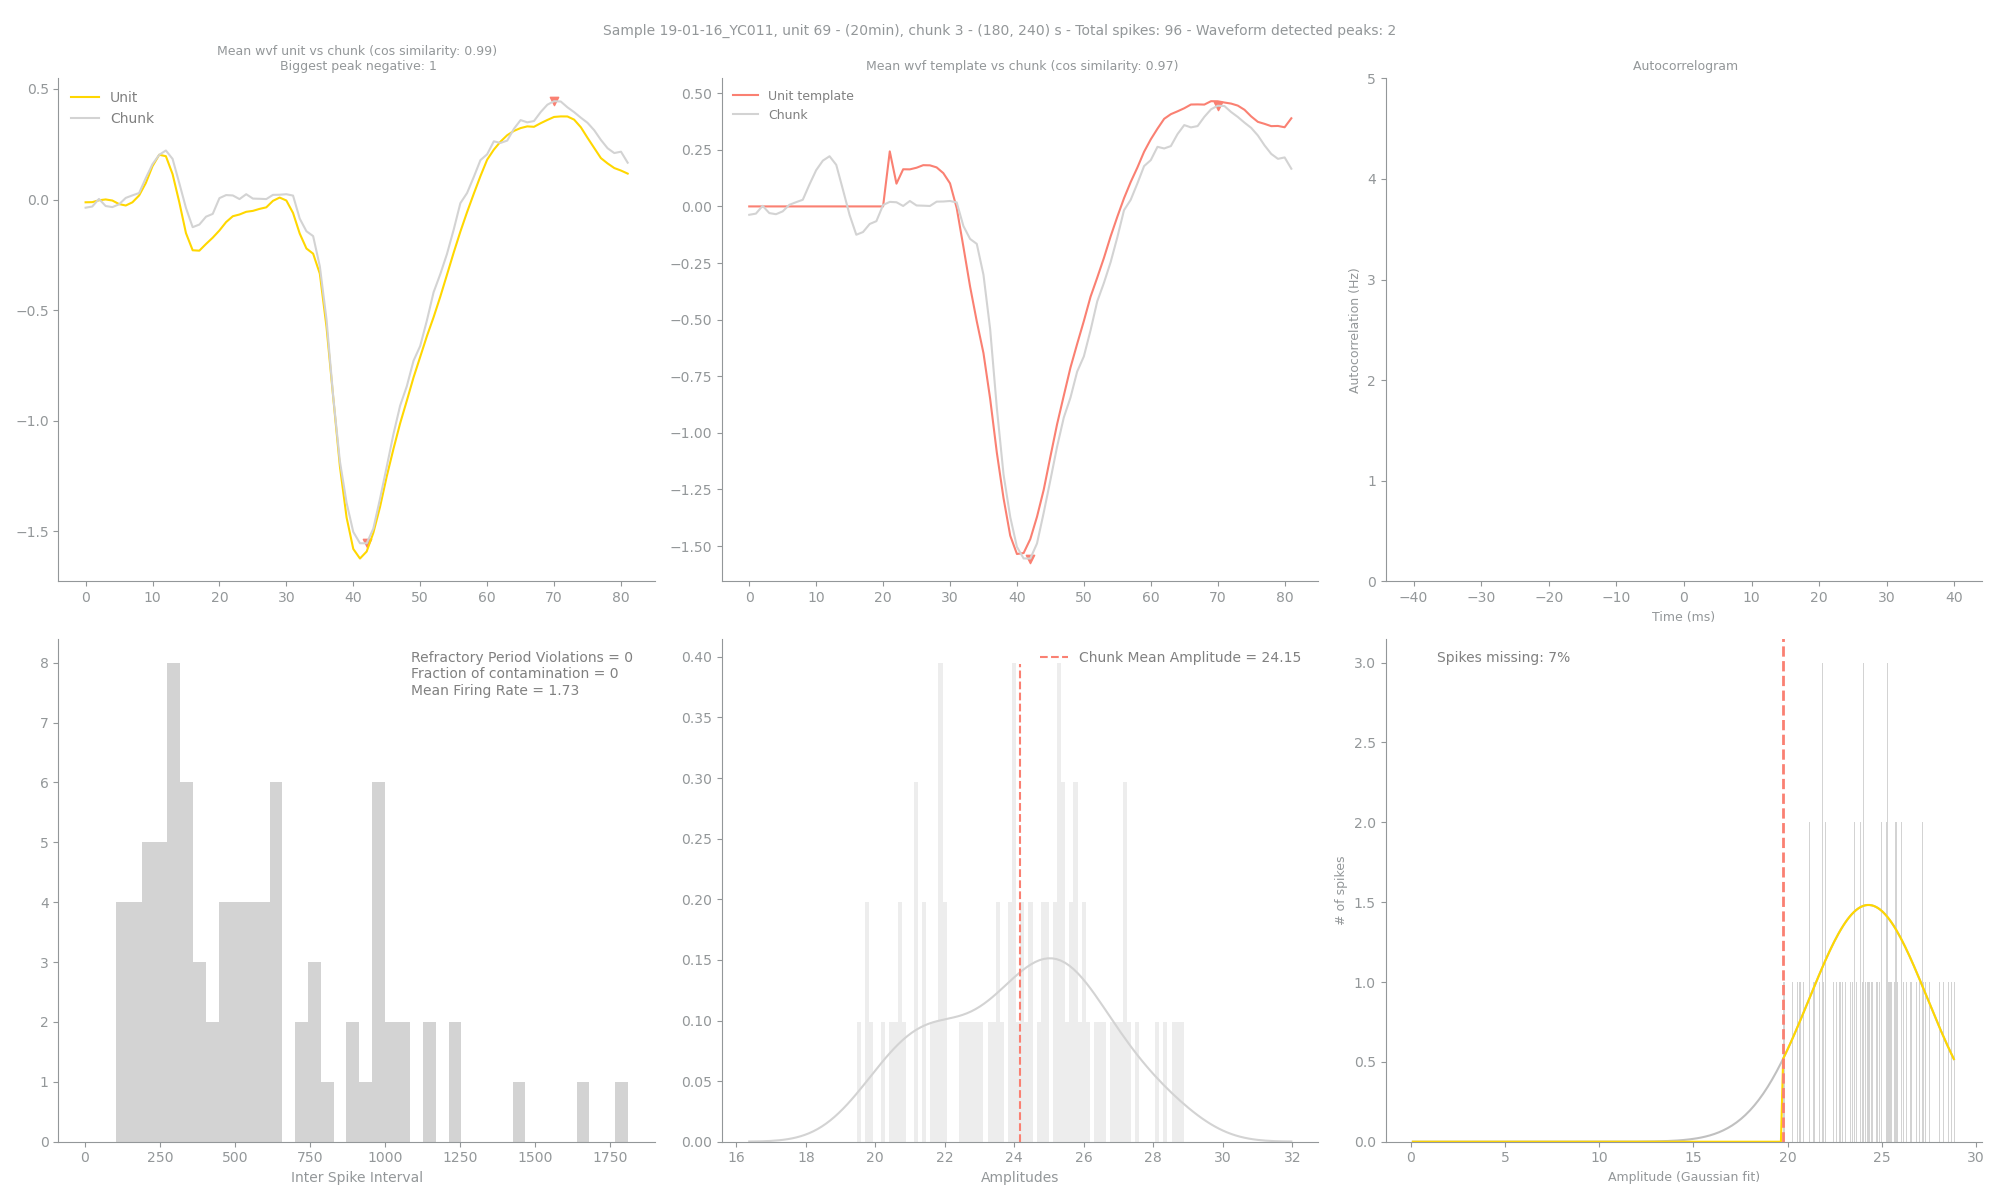 Sample 19-01-16_YC011, unit 69 - (20min), chunk 3 - (180, 240) s - Total spikes: 96 - Waveform detected peaks: 2
Mean wvf unit vs chunk (cos similarity: 0.99)
Biggest peak negative: 1
Unit
Chunk
0.5
0.0
−0.5
−1.0
−1.5
0 10 20 30 40 50 60 70 80
Mean wvf template vs chunk (cos similarity: 0.97)
Unit template
Chunk
0.50
0.25
0.00
−0.25
−0.50
−0.75
−1.00
−1.25
−1.50
0 10 20 30 40 50 60 70 80
Autocorrelogram
Autocorrelation (Hz)
5
4
3
2
1
0
−40 −30 −20 −10 0 10 20 30 40
Time (ms)
Refractory Period Violations = 0
Fraction of contamination = 0
Mean Firing Rate = 1.73
8
7
6
5
4
3
2
1
0
0 250 500 750 1000 1250 1500 1750
Inter Spike Interval
Chunk Mean Amplitude = 24.15
0.40
0.35
0.30
0.25
0.20
0.15
0.10
0.05
0.00
16 18 20 22 24 26 28 30 32
Amplitudes
Spikes missing: 7%
# of spikes
3.0
2.5
2.0
1.5
1.0
0.5
0.0
0 5 10 15 20 25 30
Amplitude (Gaussian fit)